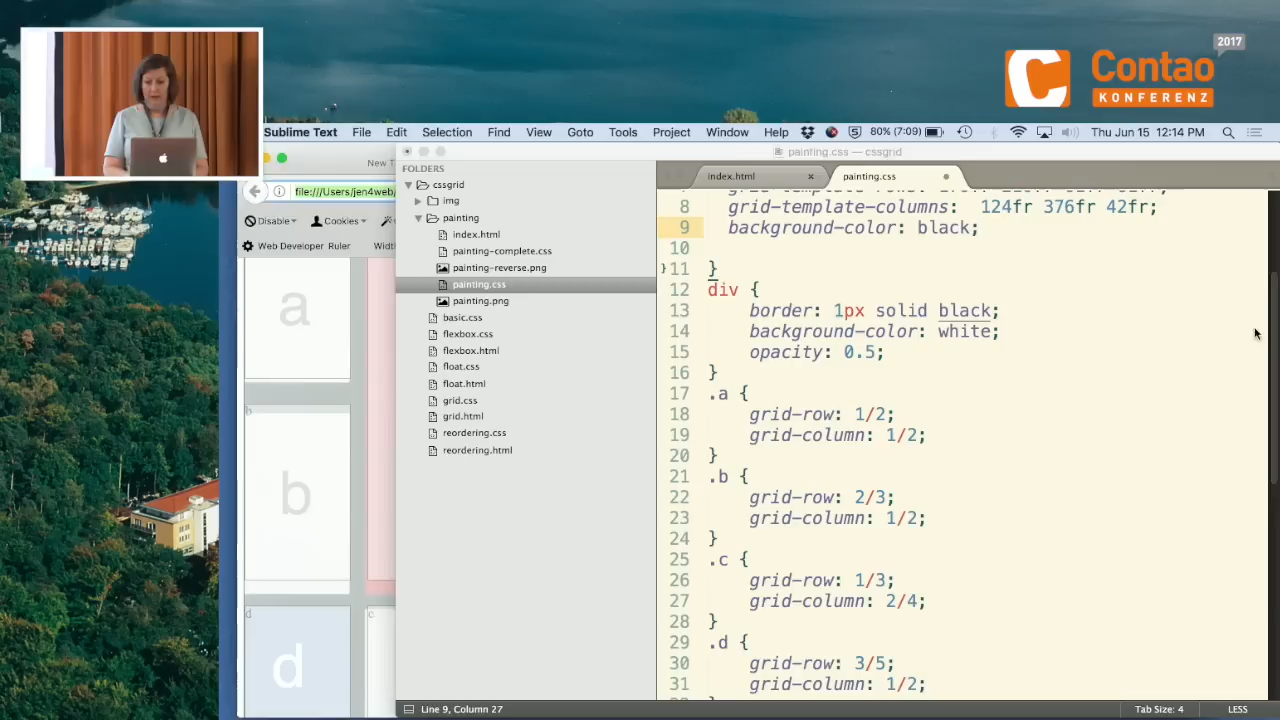 2017
Contao
KONFERENZ
Sublime Text File Edit Selection Find View Goto Tools Project Window Help 80% (7:09) Thu Jun 15 12:14 PM
painting.css — cssgrid
New T
file:///Users/jen4web/
Disable Cookies
Web Developer Ruler Widt
a
b
b
d
e
d
FOLDERS
cssgrid
img
painting
index.html
painting-complete.css
painting-reverse.png
painting.css
painting.png
basic.css
flexbox.css
flexbox.html
float.css
float.html
grid.css
grid.html
reordering.css
reordering.html
index.html painting.css
8 grid-template-columns: 124fr 376fr 42fr;
9 background-color: black;
10
11 }
12 div {
13 border: 1px solid black;
14 background-color: white;
15 opacity: 0.5;
16 }
17 .a {
18 grid-row: 1/2;
19 grid-column: 1/2;
20 }
21 .b {
22 grid-row: 2/3;
23 grid-column: 1/2;
24 }
25 .c {
26 grid-row: 1/3;
27 grid-column: 2/4;
28 }
29 .d {
30 grid-row: 3/5;
31 grid-column: 1/2;
Line 9, Column 27 Tab Size: 4 LESS